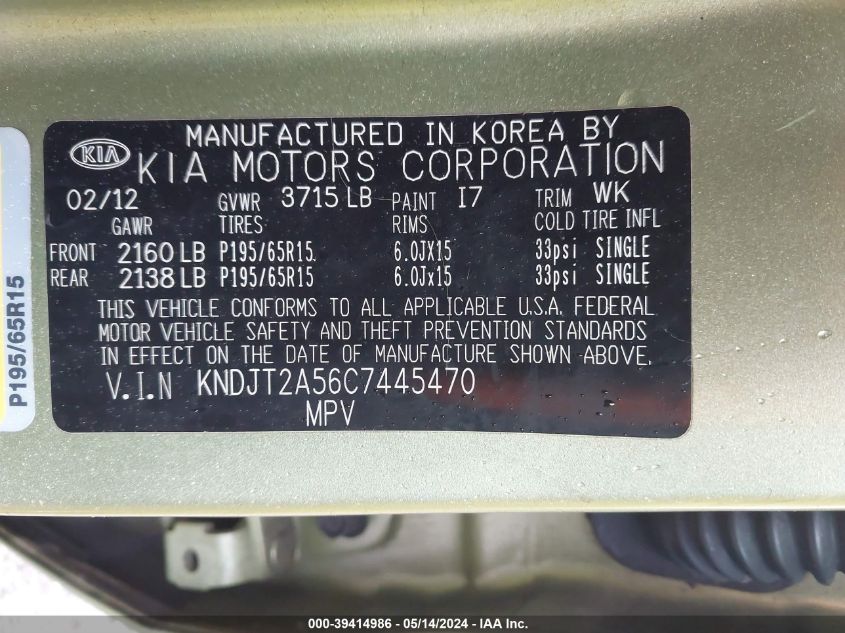 MANUFACTURED IN KOREA BY
KIA KIA MOTORS CORPORATION
02/12 GVWR 3715 LB PAINT I7 TRIM WK
GAWR TIRES RIMS COLD TIRE INFL
FRONT 2160 LB P195/65R15 6.0JX15 33psi SINGLE
REAR 2138 LB P195/65R15 6.0Jx15 33psi SINGLE
THIS VEHICLE CONFORMS TO ALL APPLICABLE U.S.A. FEDERAL
MOTOR VEHICLE SAFETY AND THEFT PREVENTION STANDARDS
IN EFFECT ON THE DATE OF MANUFACTURE SHOWN ABOVE.
V.I.N KNDJT2A56C7445470
MPV
P195/65R15
000-39414986 - 05/14/2024 - IAA Inc.